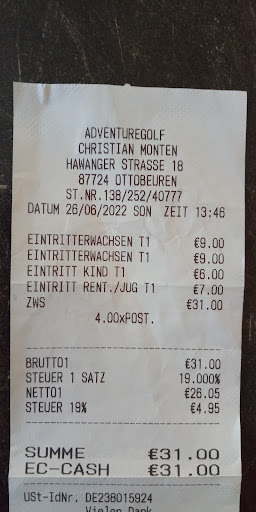 ADVENTUREGOLF
CHRISTIAN MONTEN
HAWANGER STRASSE 18
87724 OTTOBEUREN
ST.NR.138/252/40777
DATUM 26/06/2022 SON ZEIT 13:46
EINTRITTERWACHSEN T1 €9.00
EINTRITTERWACHSEN T1 €9.00
EINTRITT KIND T1 €6.00
EINTRITT RENT./JUG T1 €7.00
ZWS €31.00
4.00xPOST.
BRUTTO1 €31.00
STEUER 1 SATZ 19.000%
NETTO1 €26.05
STEUER 19% €4.95
SUMME €31.00
EC-CASH €31.00
USt-IdNr. DE238015924
Vielen Dank